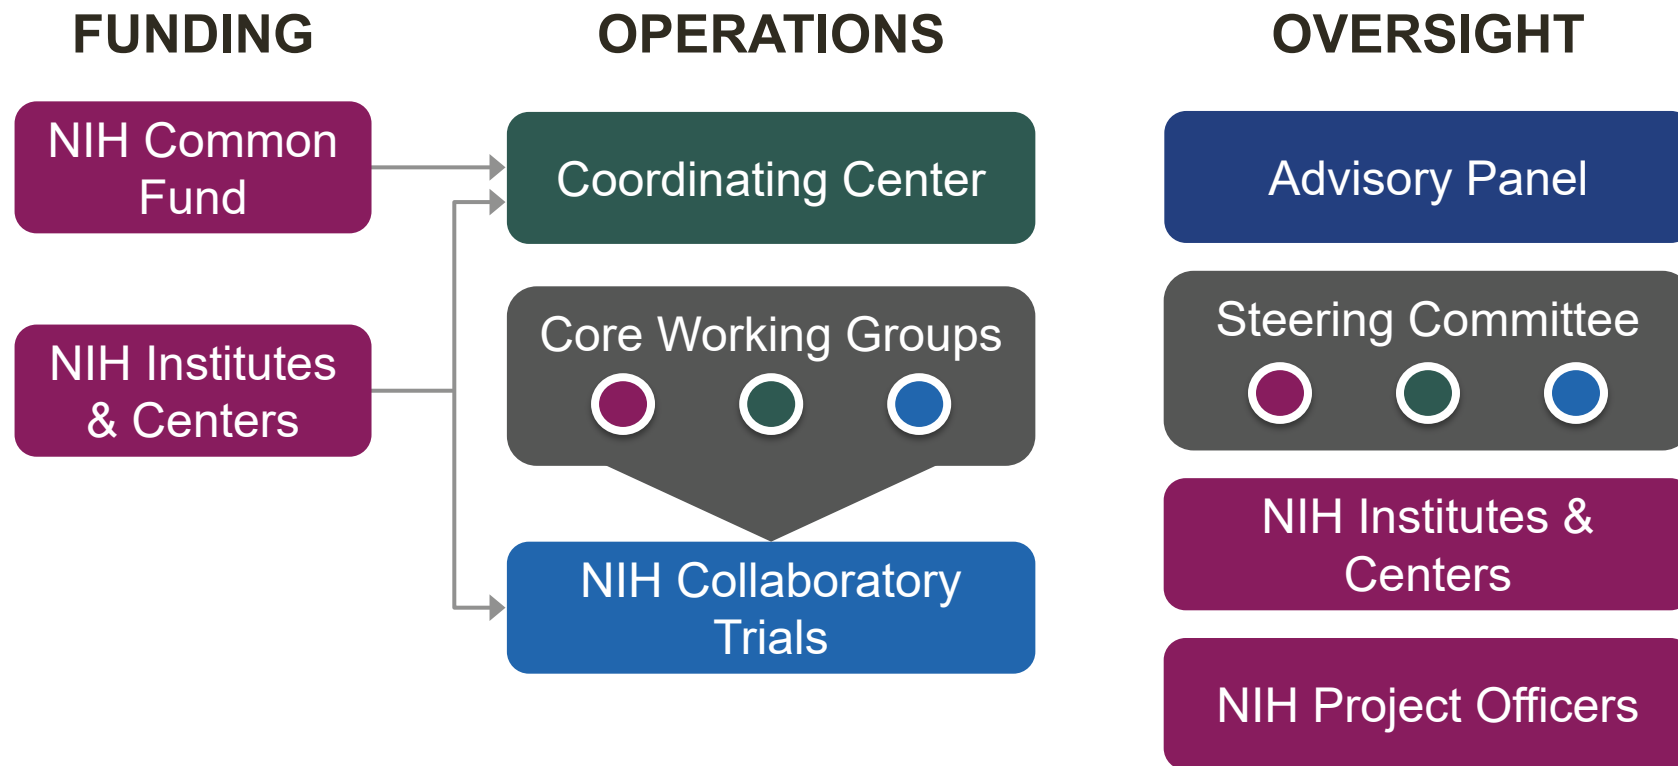 FUNDING
OPERATIONS
OVERSIGHT
NIH Common
Fund
NIH Institutes
& Centers
Coordinating Center
Core Working Groups
NIH Collaboratory
Trials
Advisory Panel
Steering Committee
NIH Institutes &
Centers
NIH Project Officers